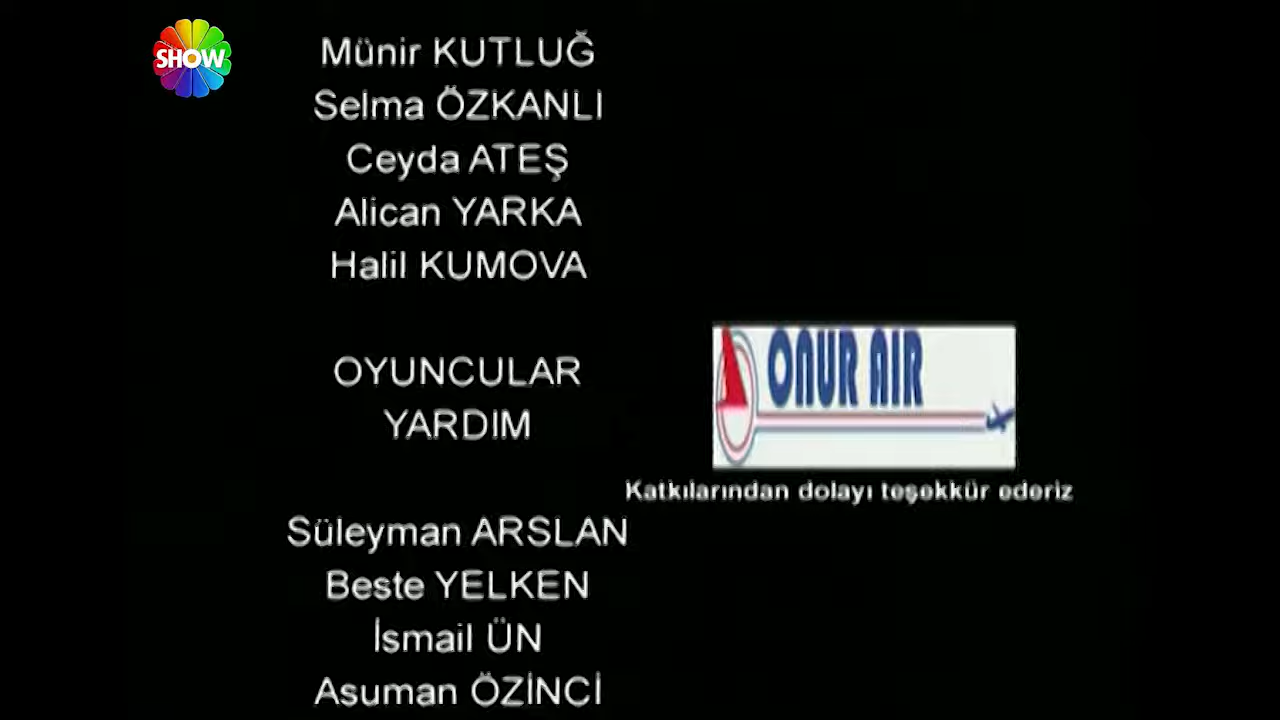 SHOW
Münir KUTLUĞ
Selma ÖZKANLI
Ceyda ATEŞ
Alican YARKA
Halil KUMOVA
OYUNCULAR
YARDIM
Süleyman ARSLAN
Beste YELKEN
İsmail ÜN
Asuman ÖZİNCİ
ONUR AIR
Katkılarından dolayı teşekkür ederiz